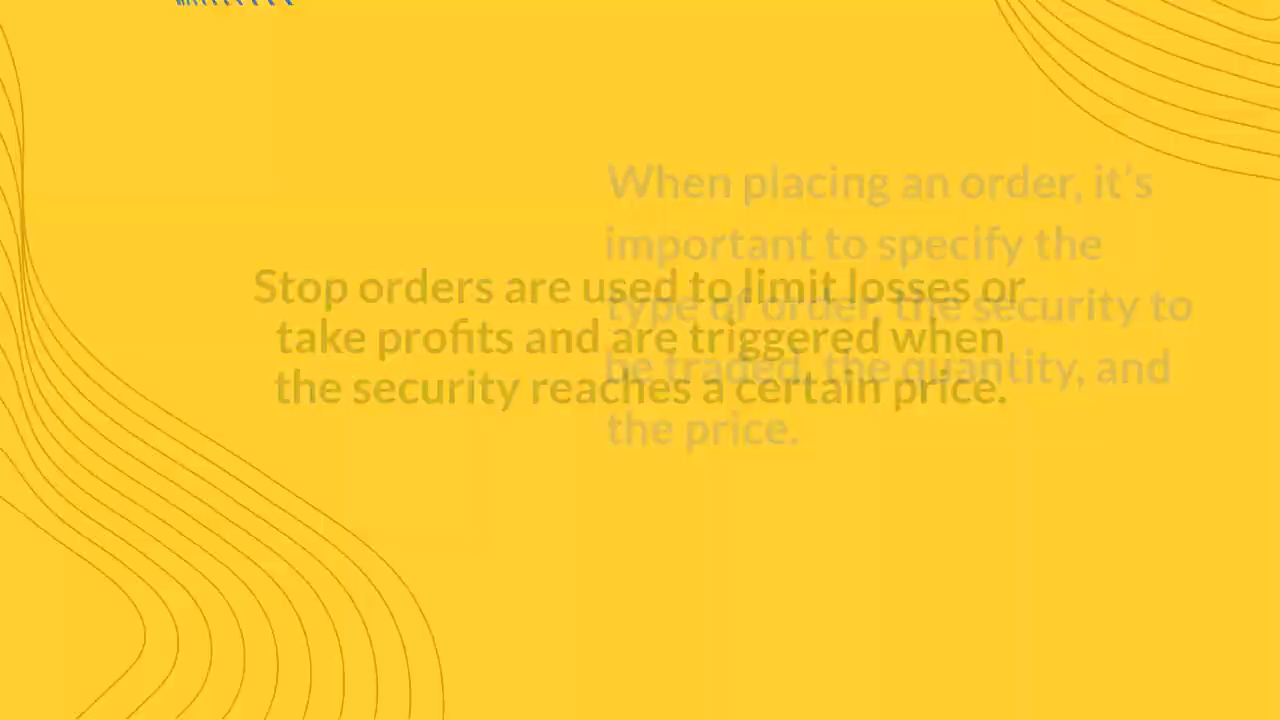 Stop orders are used to limit losses or
take profits and are triggered when
the security reaches a certain price.
When placing an order, it's
important to specify the
type of order, the security to
be traded, the quantity, and
the price.